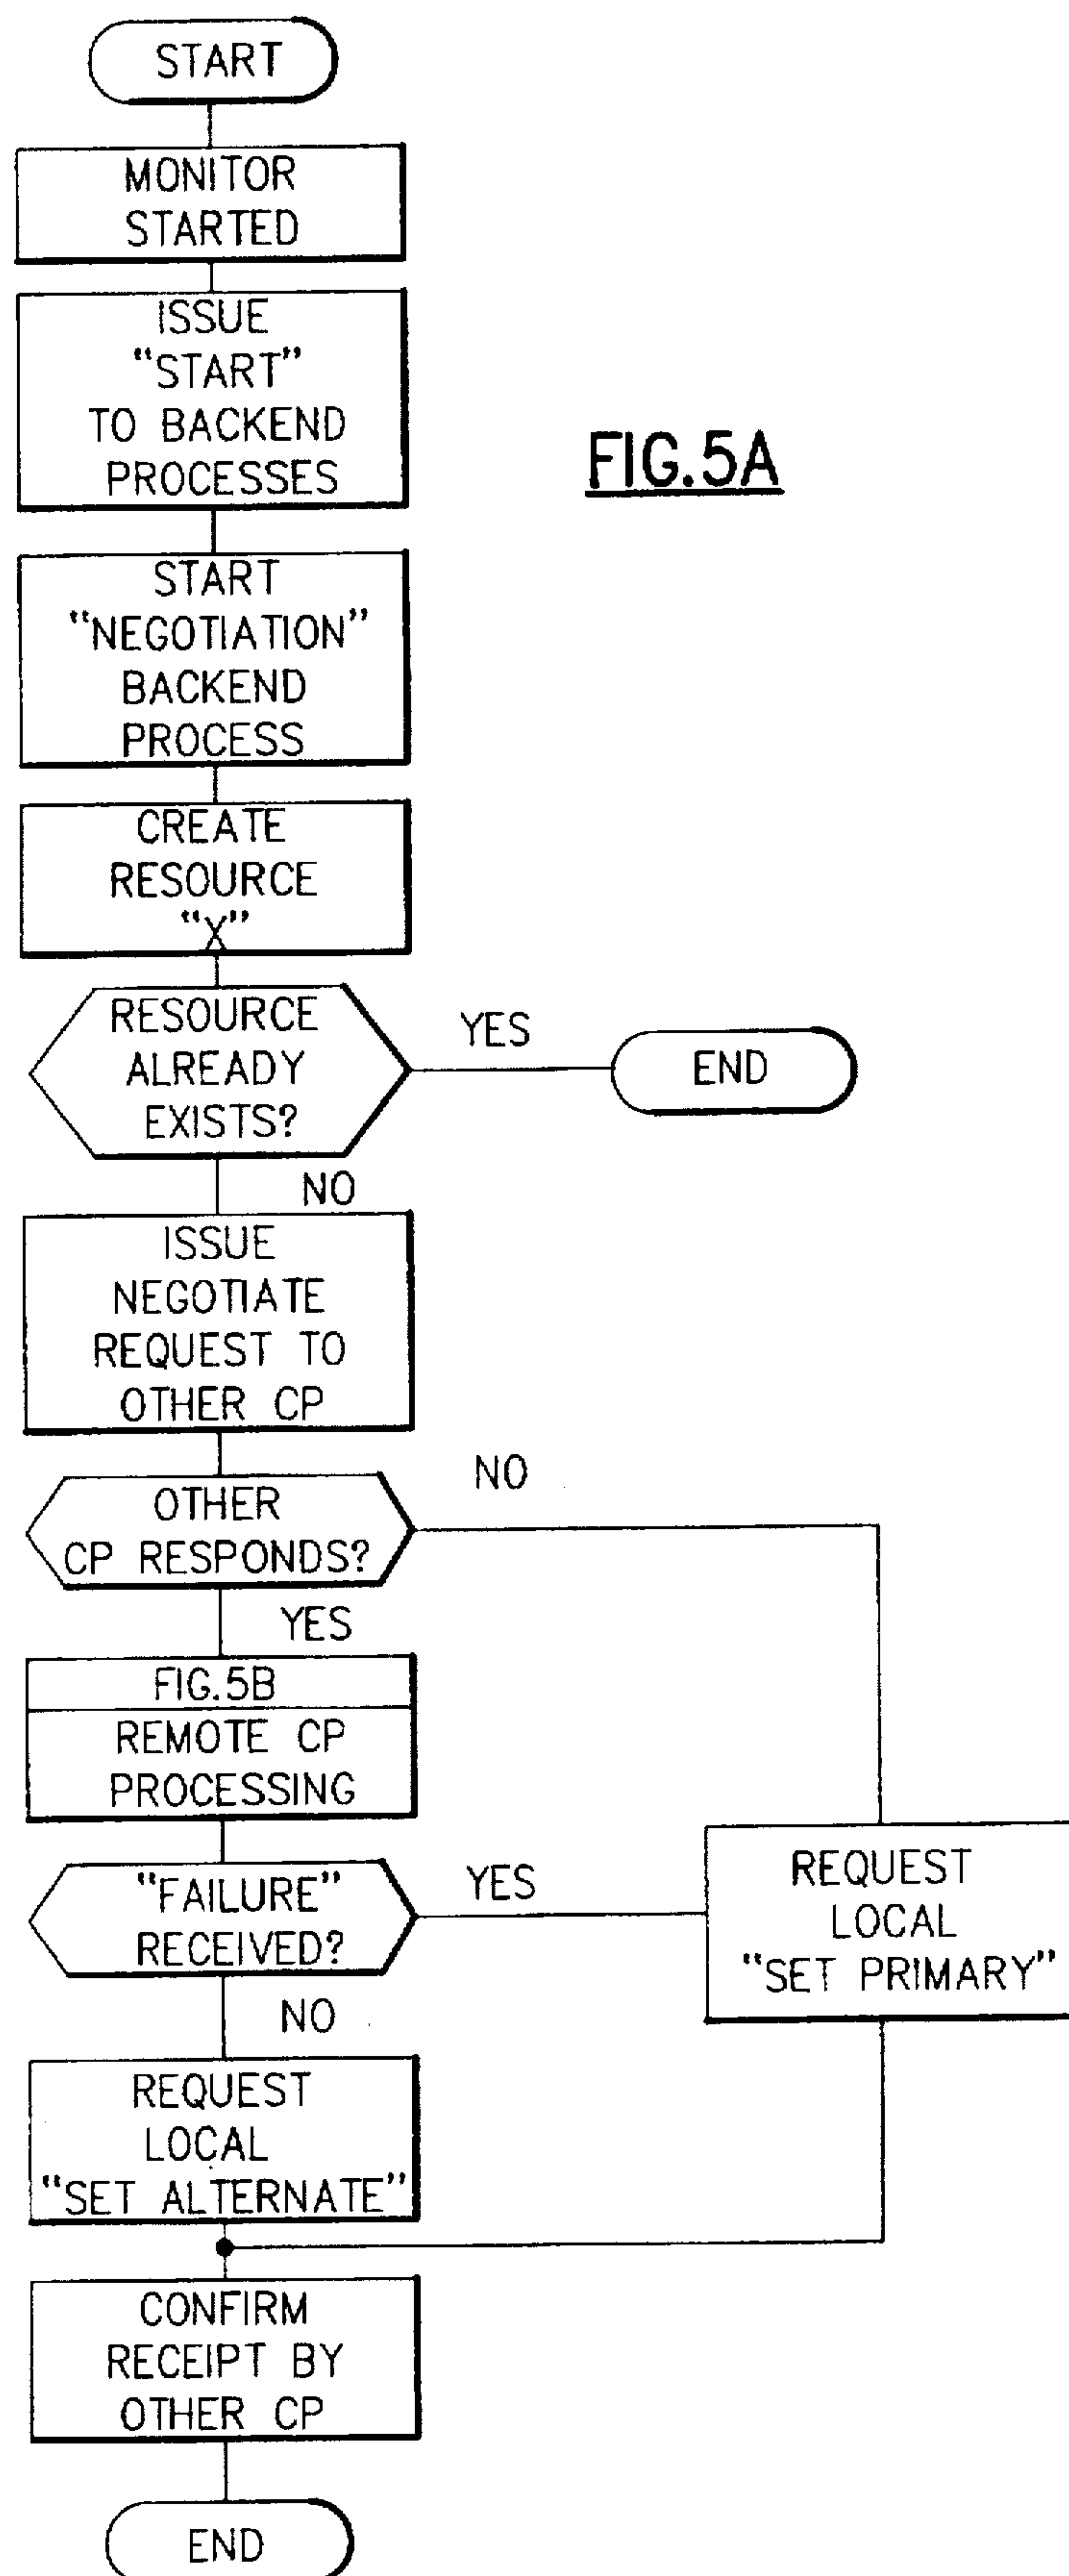 START
MONITOR
STARTED
ISSUE
"START"
TO BACKEND
PROCESSES
FIG.5A
START
"NEGOTIATION"
BACKEND
PROCESS
CREATE
RESOURCE
"X"
RESOURCE
ALREADY
EXISTS?
YES
END
NO
ISSUE
NEGOTIATE
REQUEST TO
OTHER CP
OTHER
CP RESPONDS?
NO
YES
FIG.5B
REMOTE CP
PROCESSING
"FAILURE"
RECEIVED?
YES
REQUEST
LOCAL
"SET PRIMARY"
NO
REQUEST
LOCAL
"SET ALTERNATE"
CONFIRM
RECEIPT BY
OTHER CP
END